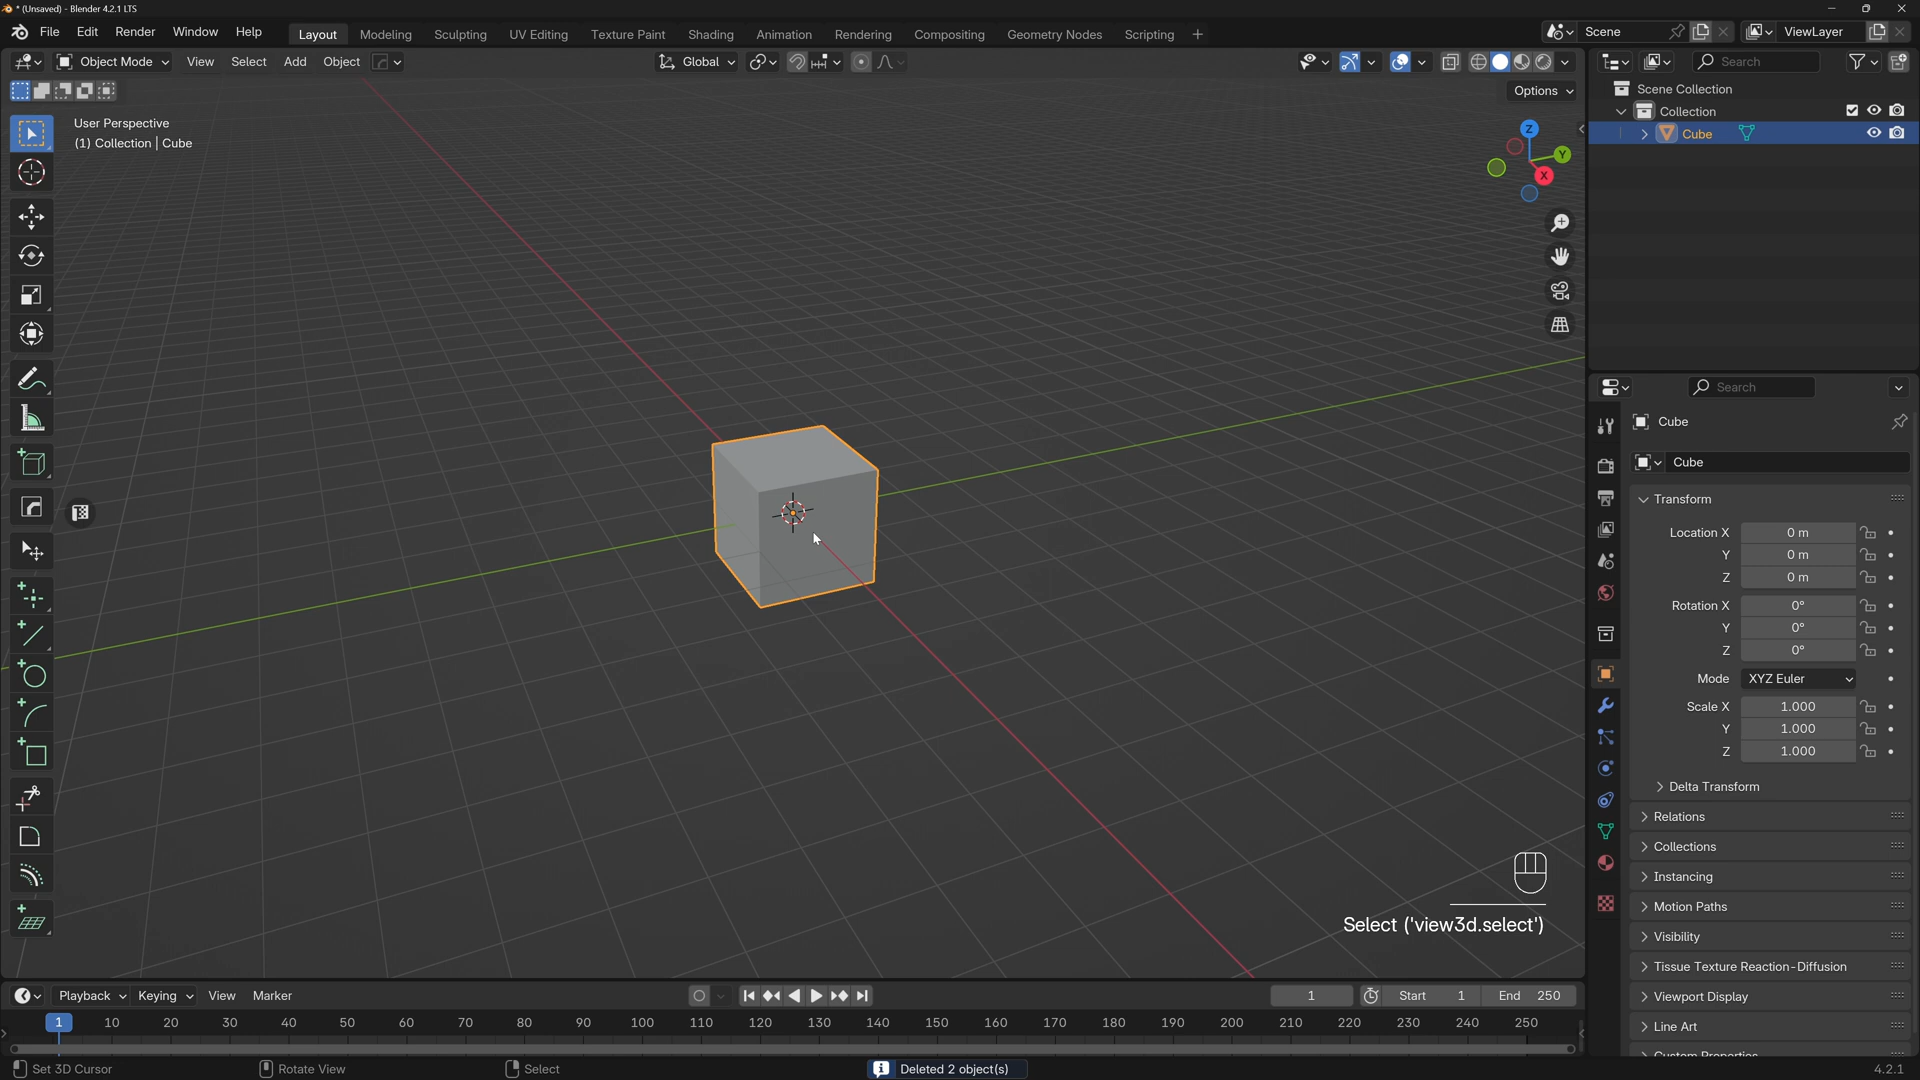 * (Unsaved) - Blender 4.2.1 LTS
File Edit Render Window Help Layout Modeling Sculpting UV Editing Texture Paint Shading Animation Rendering Compositing Geometry Nodes Scripting + Scene ViewLayer
Object Mode View Select Add Object Global Search
Options
User Perspective
(1) Collection | Cube
Z
Y
X
Scene Collection
Collection
Cube
Search
Cube
Cube
Transform
Location X 0 m
Y 0 m
Z 0 m
Rotation X 0°
Y 0°
Z 0°
Mode XYZ Euler
Scale X 1.000
Y 1.000
Z 1.000
Delta Transform
Relations
Collections
Instancing
Motion Paths
Visibility
Tissue Texture Reaction-Diffusion
Viewport Display
Line Art
Custom Properties
Select ('view3d.select')
Playback Keying View Marker 1 Start 1 End 250
1 10 20 30 40 50 60 70 80 90 100 110 120 130 140 150 160 170 180 190 200 210 220 230 240 250
Set 3D Cursor Rotate View Select Deleted 2 object(s) 4.2.1